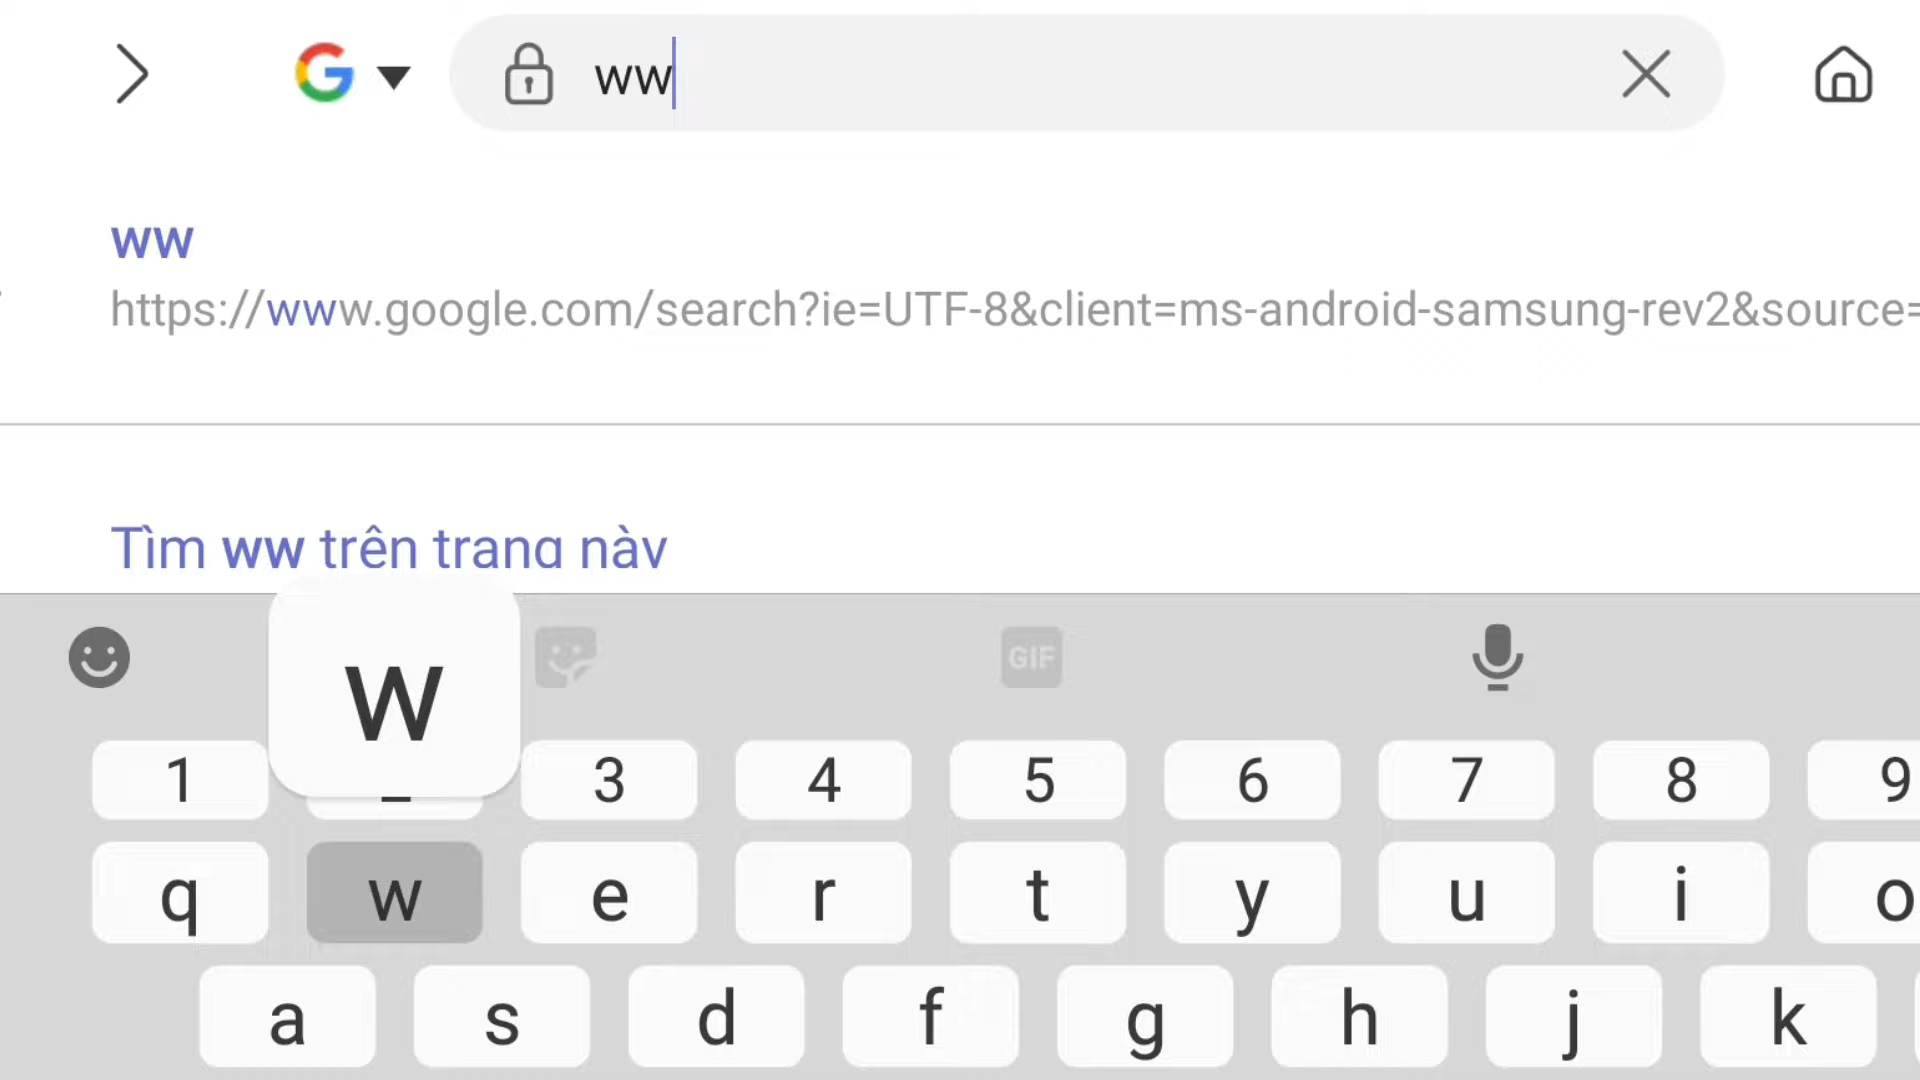 ww
ww
https://www.google.com/search?ie=UTF-8&client=ms-android-samsung-rev2&source=
Tìm ww trên trang này
w
GIF
1 3 4 5 6 7 8 9
q w e r t y u i o
a s d f g h j k